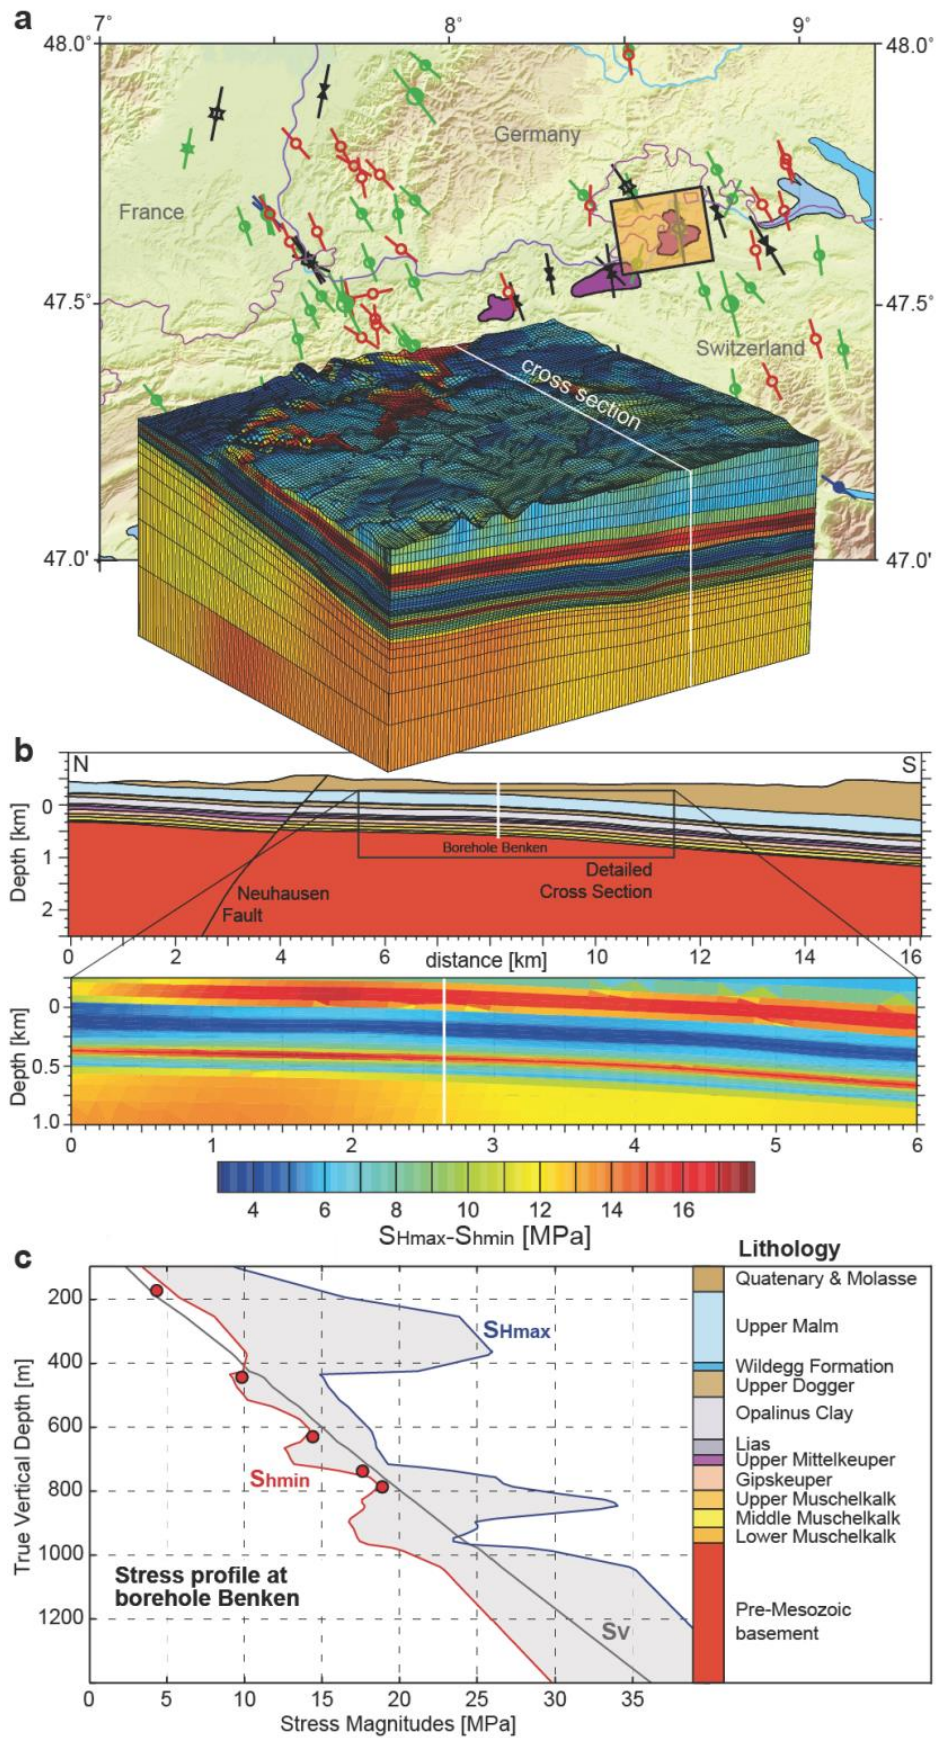 a
7°
8°
9°
48.0°
48.0°
Germany
France
47.5°
47.5°
Switzerland
cross section
47.0°
47.0°
b
N
S
Depth [km]
0
1
2
Borehole Benken
Detailed
Cross Section
Neuhausen
Fault
0
2
4
6
8
10
12
14
16
distance [km]
Depth [km]
0
0.5
1.0
0
1
2
3
4
5
6
4
6
8
10
12
14
16
SHmax-Shmin [MPa]
c
True Vertical Depth [m]
200
400
600
800
1000
1200
SHmax
Shmin
Sv
Stress profile at
borehole Benken
0
5
10
15
20
25
30
35
Stress Magnitudes [MPa]
Lithology
Quatenary & Molasse
Upper Malm
Wildegg Formation
Upper Dogger
Opalinus Clay
Lias
Upper Mittelkeuper
Gipskeuper
Upper Muschelkalk
Middle Muschelkalk
Lower Muschelkalk
Pre-Mesozoic
basement